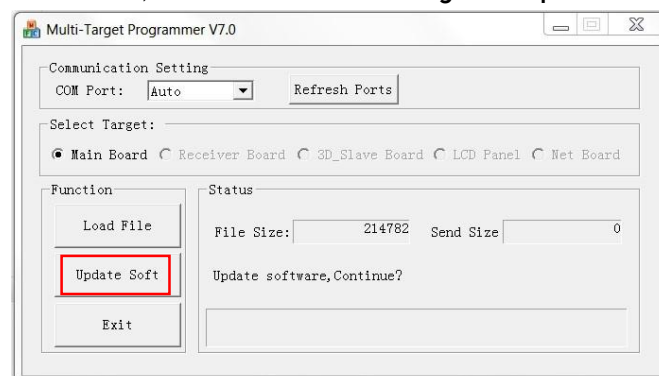 Multi-Target Programmer V7.0
Communication Setting
COM Port: Auto Refresh Ports
Select Target:
Main Board Receiver Board 3D_Slave Board LCD Panel Net Board
Function Status
Load File File Size: 214782 Send Size 0
Update Soft Update software,Continue?
Exit